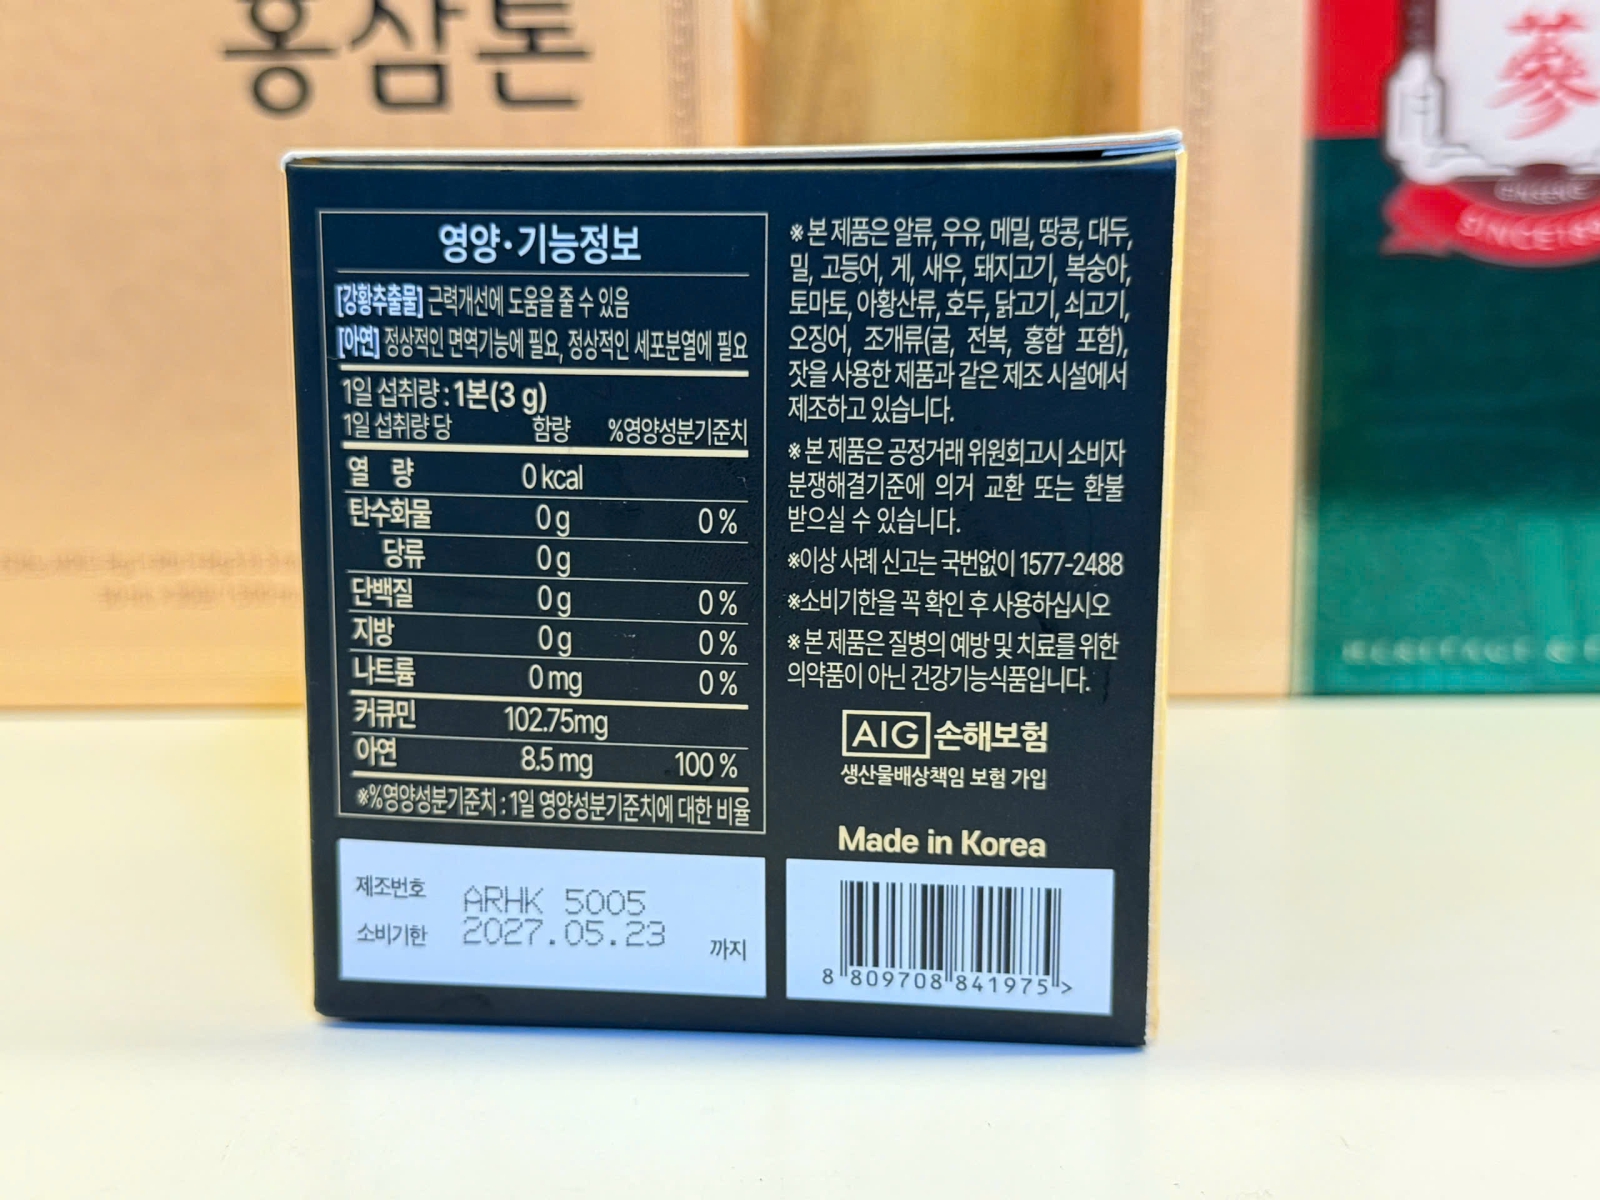 홍삼톤
蔘
SINCE 189
영양·기능정보
[강황추출물] 근력개선에 도움을 줄 수 있음
[아연] 정상적인 면역기능에 필요, 정상적인 세포분열에 필요
1일 섭취량 : 1본(3 g)
1일 섭취량 당 함량 %영양성분기준치
열 량 0 kcal
탄수화물 0 g 0 %
당류 0 g
단백질 0 g 0 %
지방 0 g 0 %
나트륨 0 mg 0 %
커큐민 102.75mg
아연 8.5 mg 100 %
※%영양성분기준치 : 1일 영양성분기준치에 대한 비율
제조번호 ARHK 5005
소비기한 2027.05.23 까지
※ 본 제품은 알류, 우유, 메밀, 땅콩, 대두,
밀, 고등어, 게, 새우, 돼지고기, 복숭아,
토마토, 아황산류, 호두, 닭고기, 쇠고기,
오징어, 조개류(굴, 전복, 홍합 포함),
잣을 사용한 제품과 같은 제조 시설에서
제조하고 있습니다.
※ 본 제품은 공정거래 위원회고시 소비자
분쟁해결기준에 의거 교환 또는 환불
받으실 수 있습니다.
※이상 사례 신고는 국번없이 1577-2488
※소비기한을 꼭 확인 후 사용하십시오
※ 본 제품은 질병의 예방 및 치료를 위한
의약품이 아닌 건강기능식품입니다.
AIG 손해보험
생산물배상책임 보험 가입
Made in Korea
8 809708 841975 >